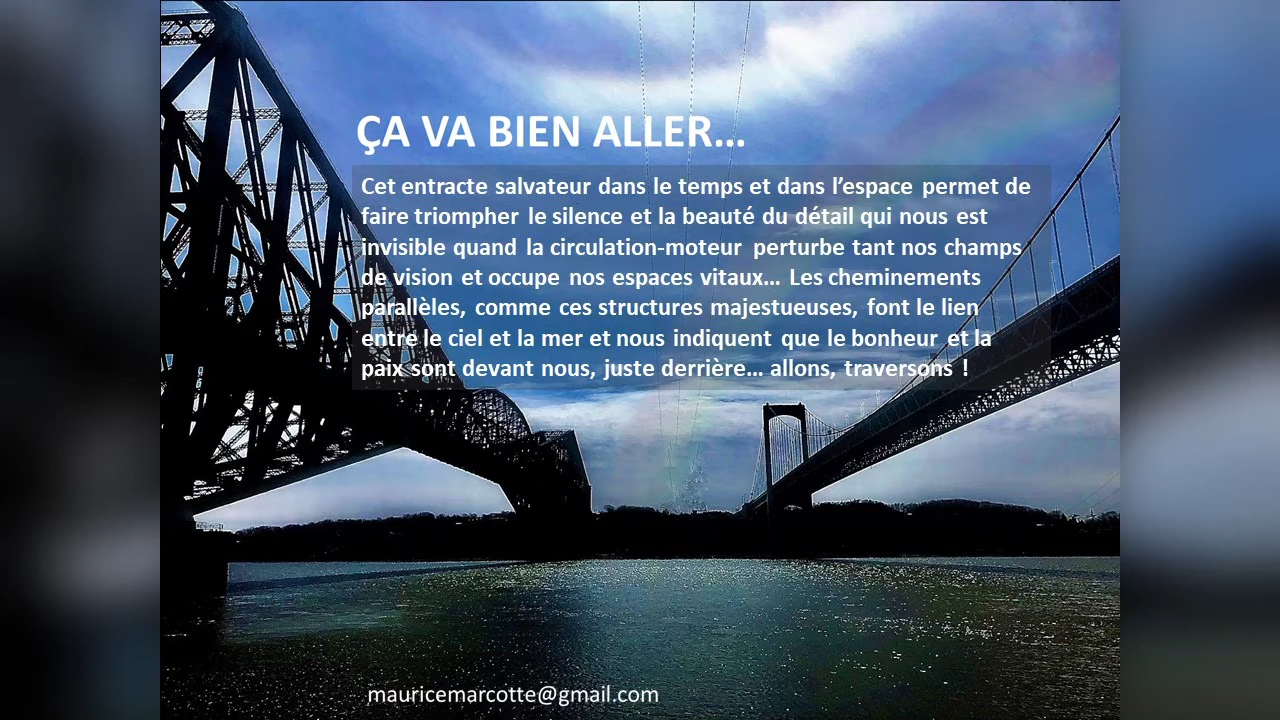 ÇA VA BIEN ALLER...
Cet entracte salvateur dans le temps et dans l’espace permet de
faire triompher le silence et la beauté du détail qui nous est
invisible quand la circulation-moteur perturbe tant nos champs
de vision et occupe nos espaces vitaux... Les cheminements
parallèles, comme ces structures majestueuses, font le lien
entre le ciel et la mer et nous indiquent que le bonheur et la
paix sont devant nous, juste derrière... allons, traversons !
mauricemarcotte@gmail.com